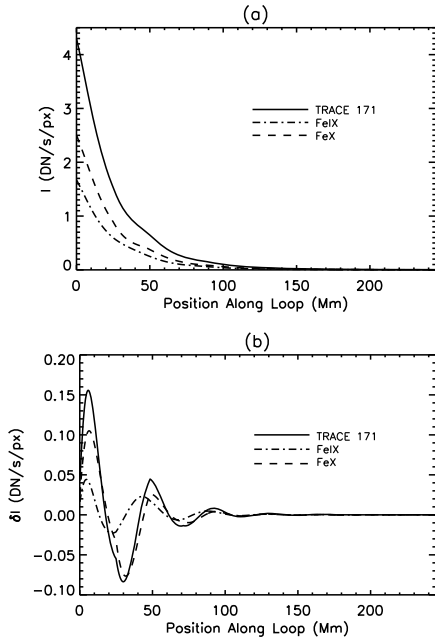 (a)
4
3
2
1
0
I (DN/s/px)
TRACE 171
FeIX
FeX
0 50 100 150 200
Position Along Loop (Mm)
(b)
0.20
0.15
0.10
0.05
0.00
-0.05
-0.10
δI (DN/s/px)
TRACE 171
FeIX
FeX
0 50 100 150 200
Position Along Loop (Mm)